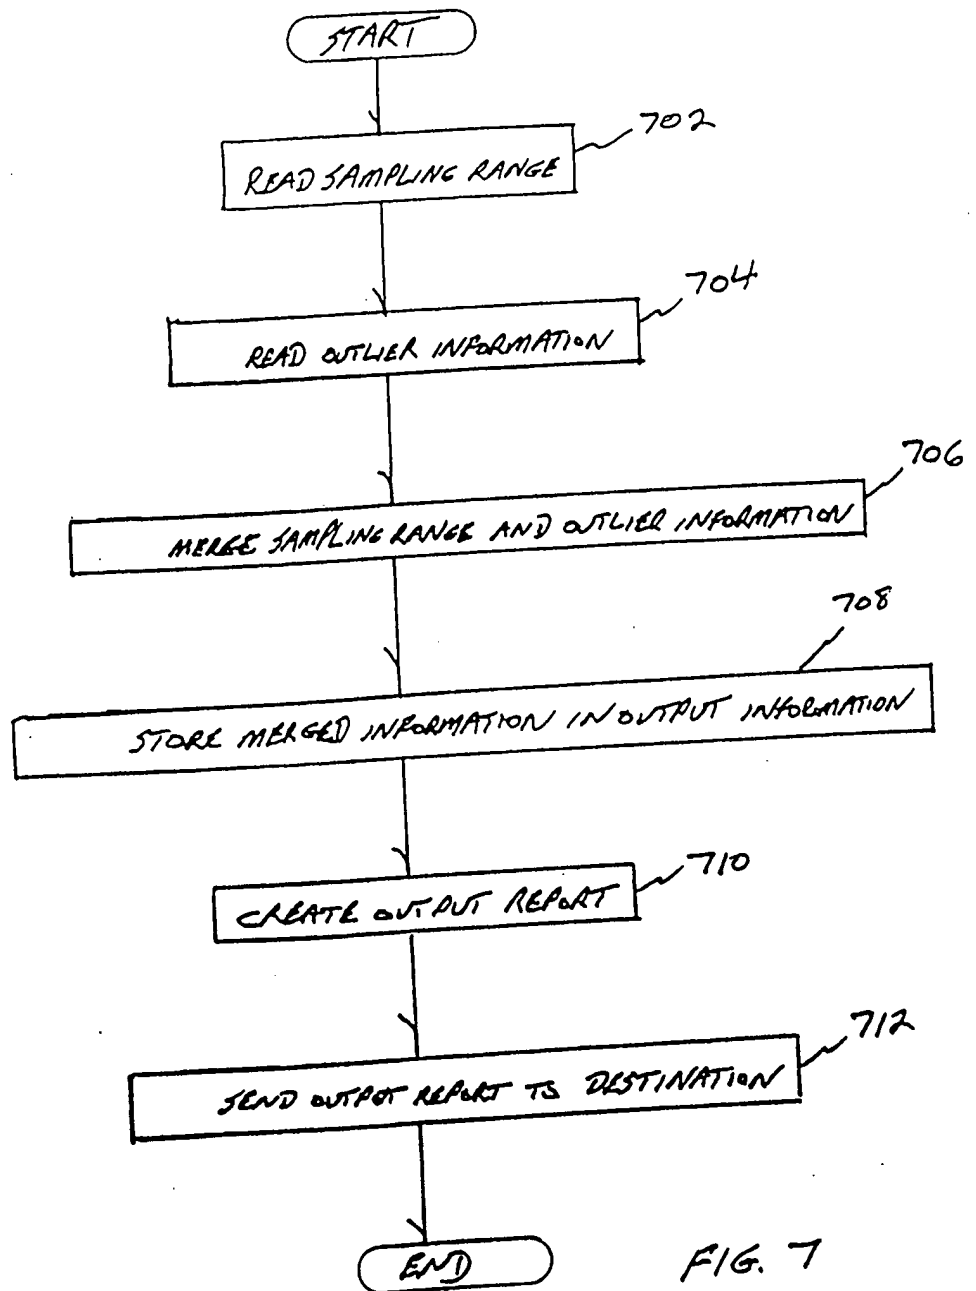 START
702
READ SAMPLING RANGE
704
READ OUTLIER INFORMATION
706
MERGE SAMPLING RANGE AND OUTLIER INFORMATION
708
STORE MERGED INFORMATION IN OUTPUT INFORMATION
710
CREATE OUTPUT REPORT
712
SEND OUTPUT REPORT TO DESTINATION
END
FIG. 7